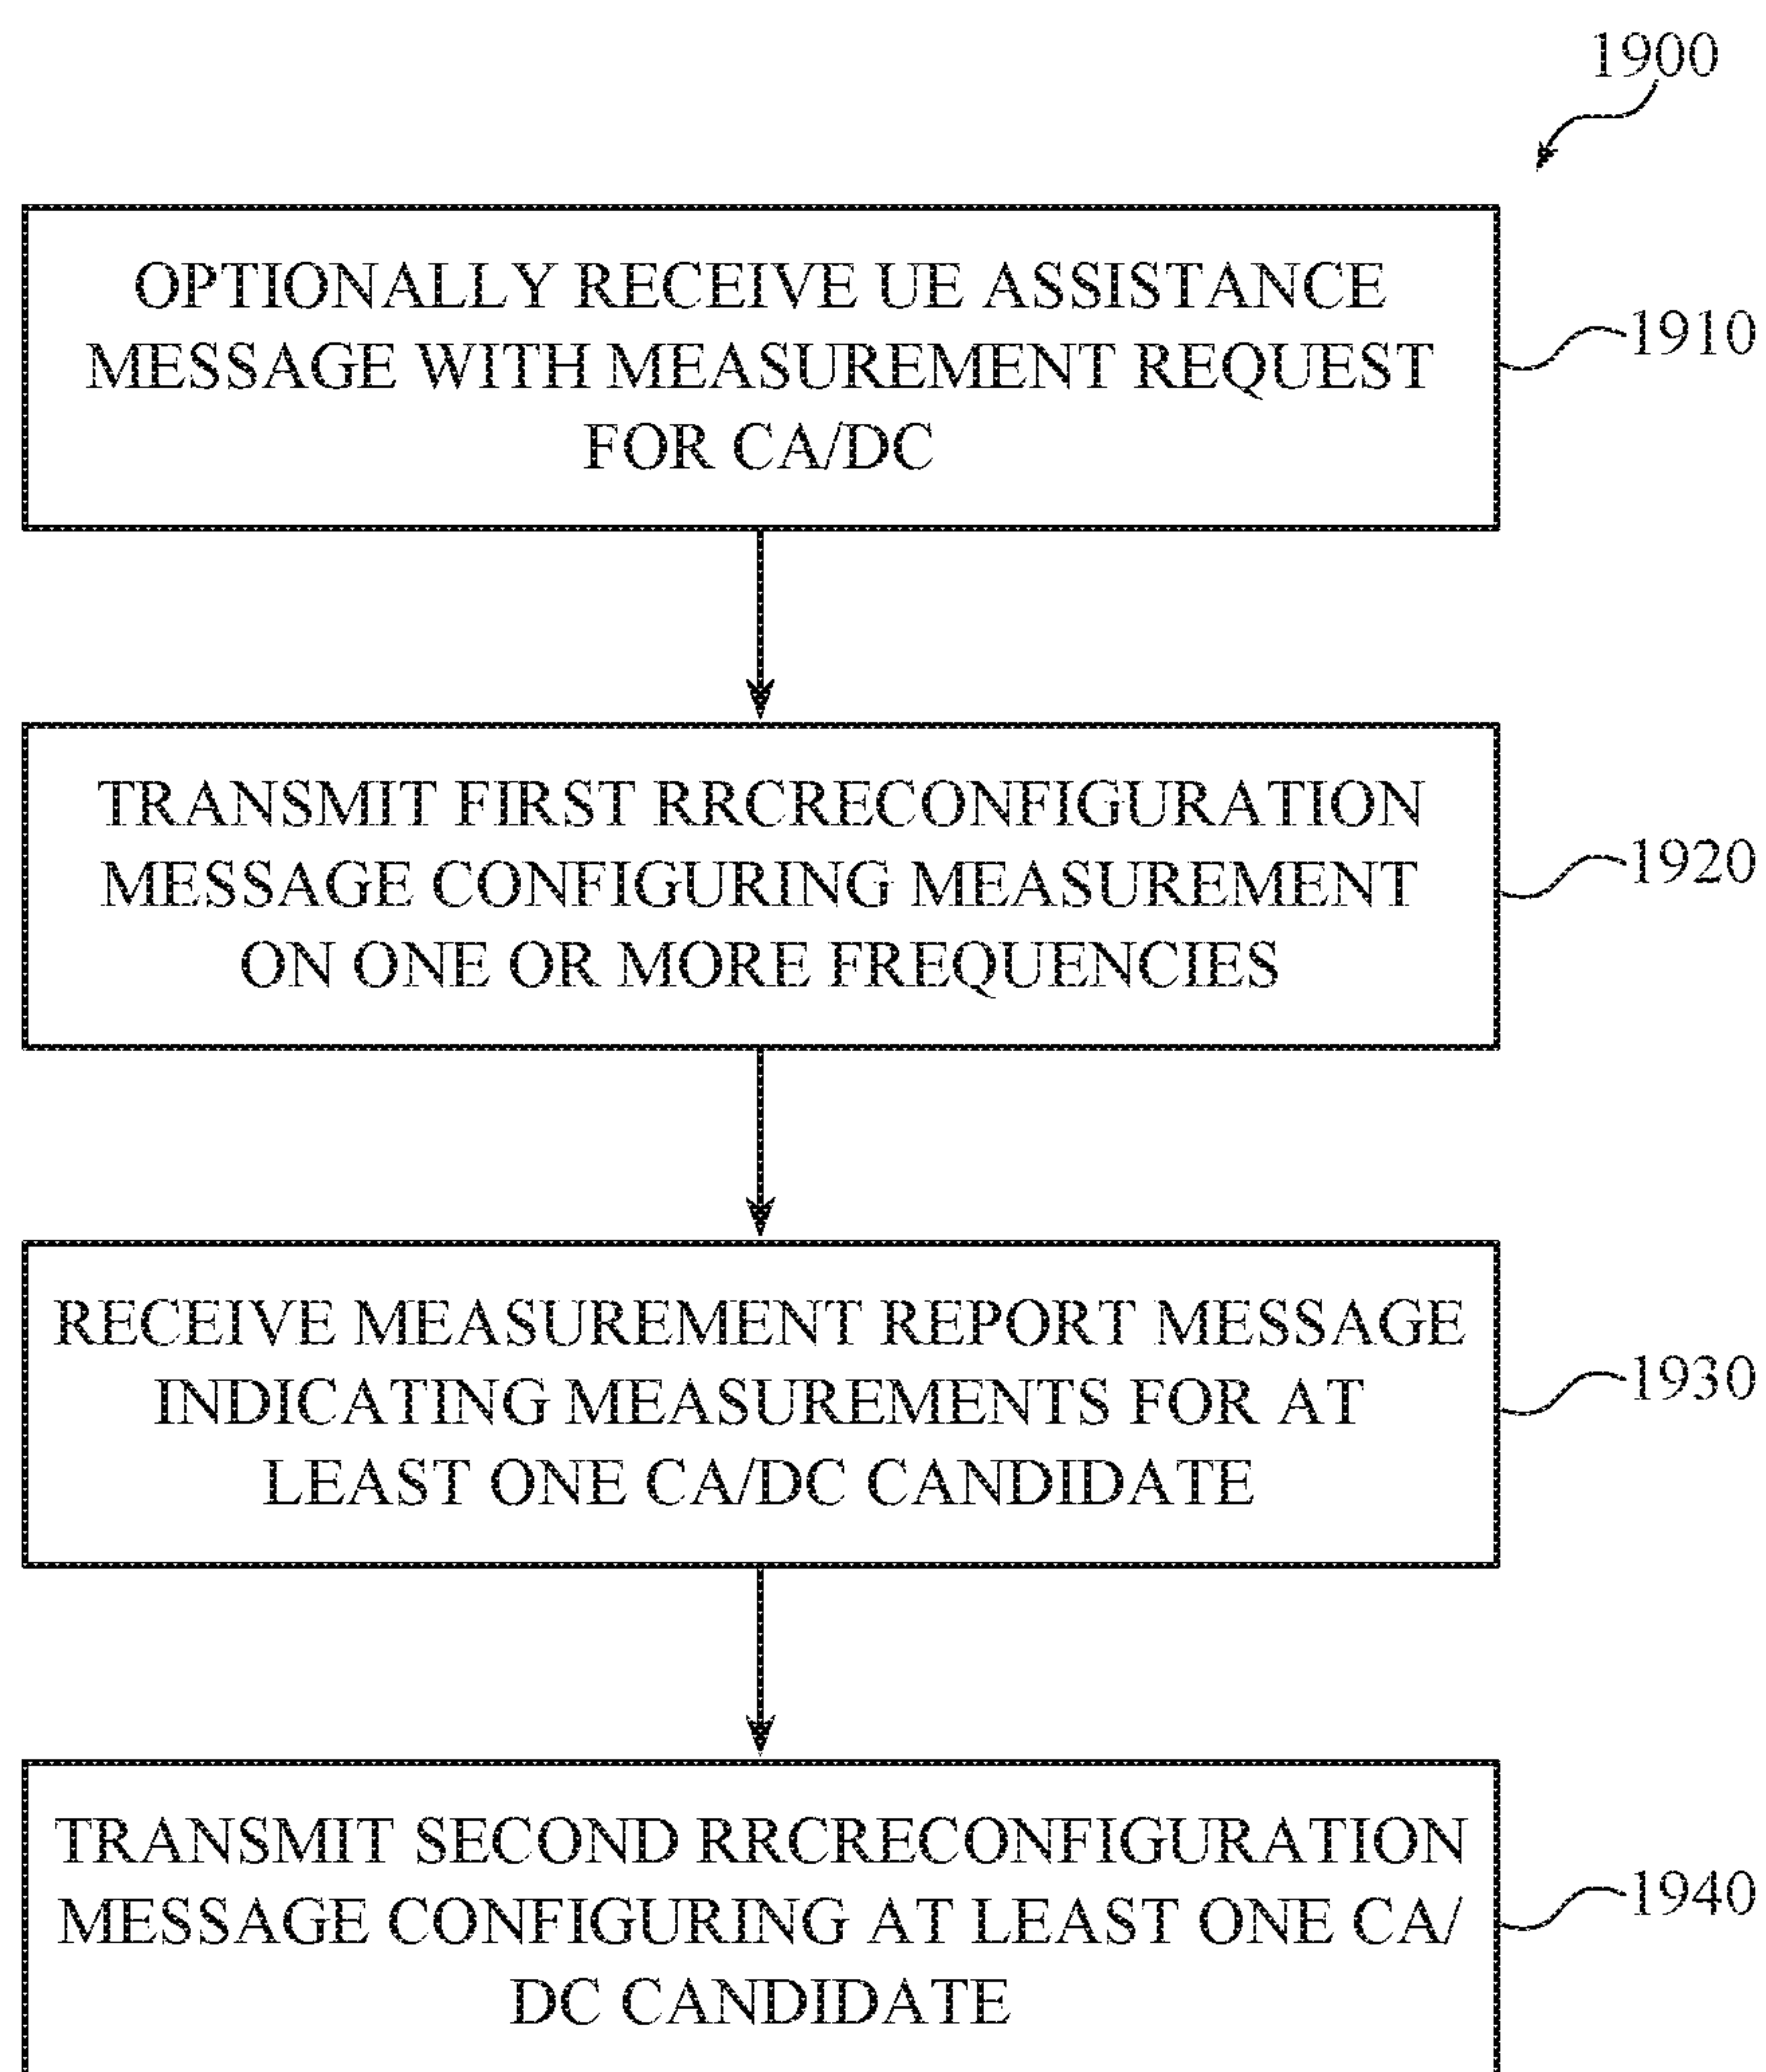 1900
OPTIONALLY RECEIVE UE ASSISTANCE
MESSAGE WITH MEASUREMENT REQUEST
FOR CA/DC
1910
TRANSMIT FIRST RRCRECONFIGURATION
MESSAGE CONFIGURING MEASUREMENT
ON ONE OR MORE FREQUENCIES
1920
RECEIVE MEASUREMENT REPORT MESSAGE
INDICATING MEASUREMENTS FOR AT
LEAST ONE CA/DC CANDIDATE
1930
TRANSMIT SECOND RRCRECONFIGURATION
MESSAGE CONFIGURING AT LEAST ONE CA/
DC CANDIDATE
1940